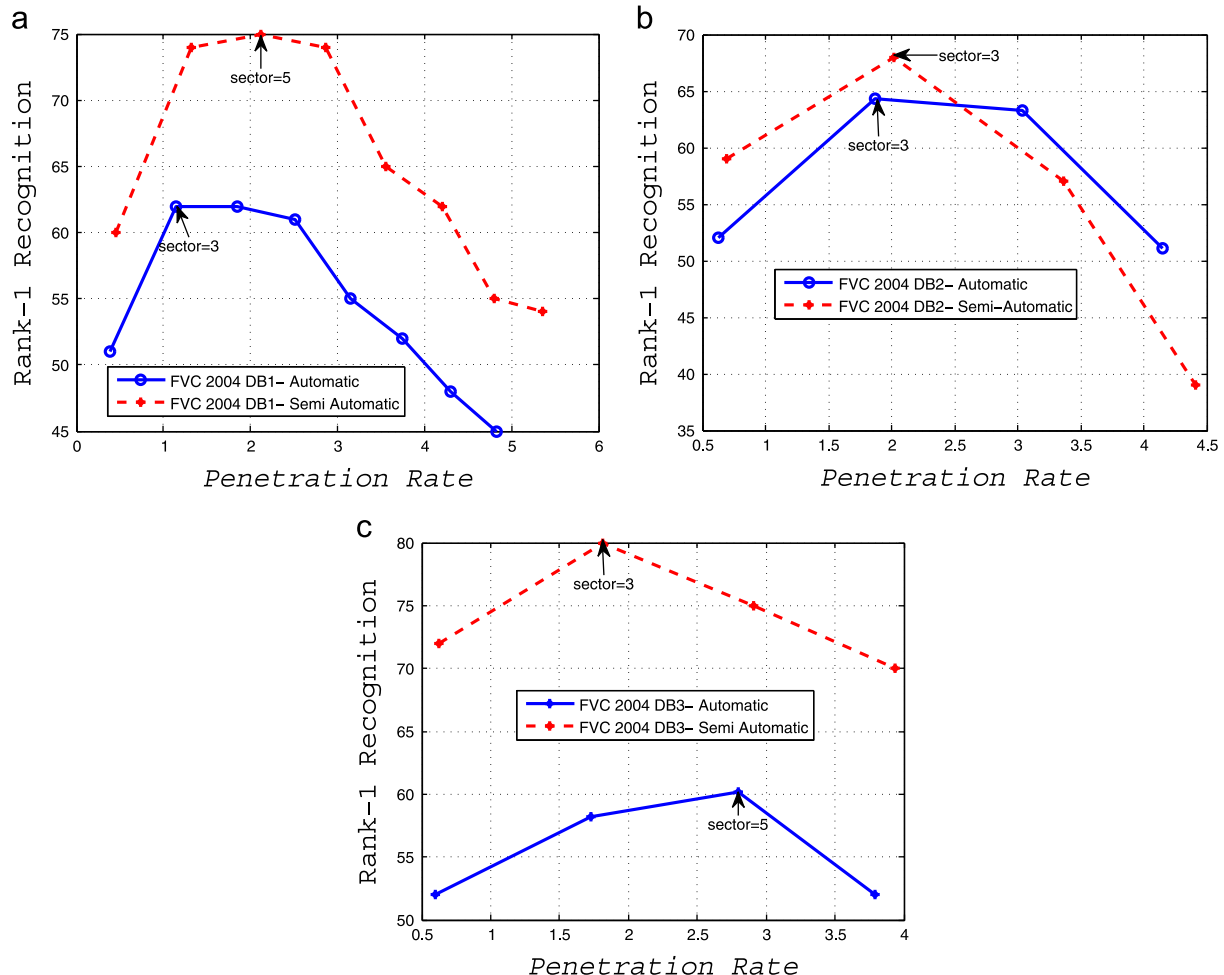 a
Rank-1 Recognition
75
70
65
60
55
50
45
sector=5
sector=3
FVC 2004 DB1- Automatic
FVC 2004 DB1- Semi Automatic
0 1 2 3 4 5 6
Penetration Rate
b
Rank-1 Recognition
70
65
60
55
50
45
40
35
sector=3
sector=3
FVC 2004 DB2- Automatic
FVC 2004 DB2- Semi-Automatic
0.5 1 1.5 2 2.5 3 3.5 4 4.5
Penetration Rate
c
Rank-1 Recognition
80
75
70
65
60
55
50
sector=3
FVC 2004 DB3- Automatic
FVC 2004 DB3- Semi Automatic
sector=5
0.5 1 1.5 2 2.5 3 3.5 4
Penetration Rate